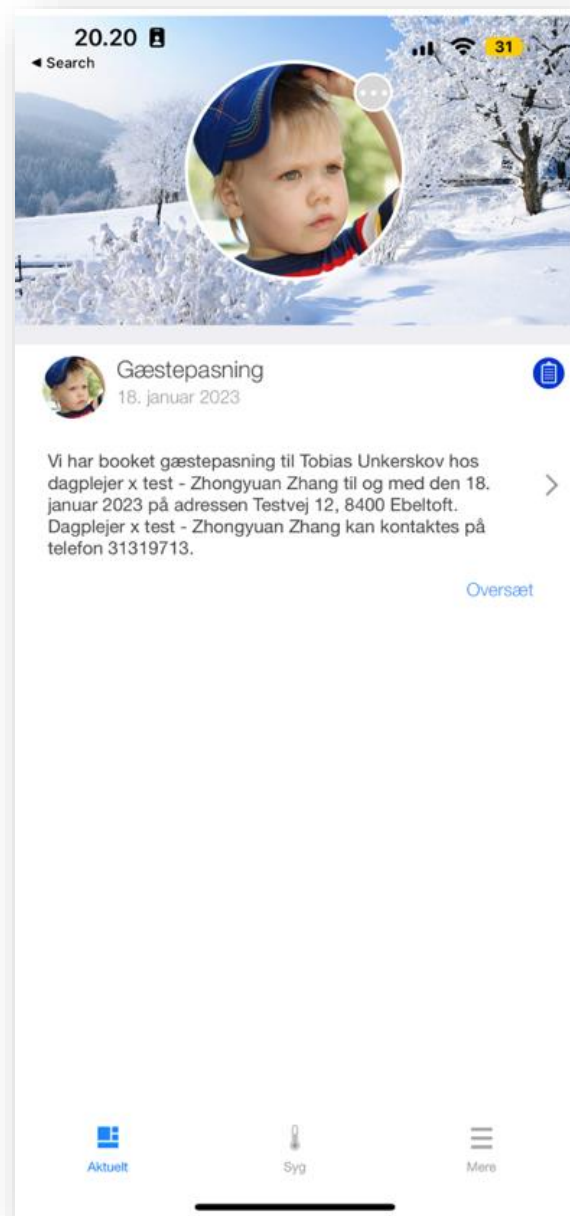 20.20
◄ Search
31
Gæstepasning
18. januar 2023
Vi har booket gæstepasning til Tobias Unkerskov hos
dagplejer x test - Zhongyuan Zhang til og med den 18.
januar 2023 på adressen Testvej 12, 8400 Ebeltoft.
Dagplejer x test - Zhongyuan Zhang kan kontaktes på
telefon 31319713.
Oversæt
Aktuelt
Syg
Mere